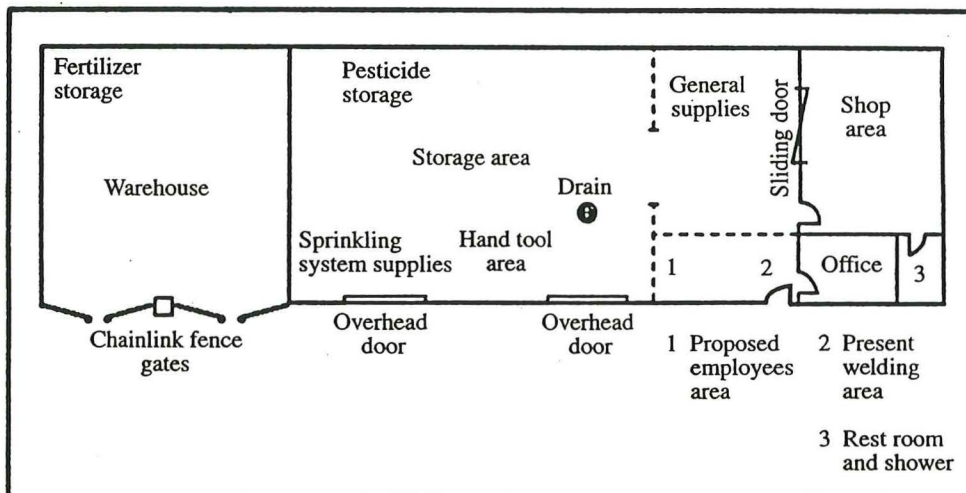 Fertilizer
storage
Warehouse
Chainlink fence
gates
Pesticide
storage
Storage area
Drain
Sprinkling
system supplies
Hand tool
area
Overhead
door
Overhead
door
General
supplies
Sliding door
Shop
area
1
2
Office
3
1 Proposed
employees
area
2 Present
welding
area
3 Rest room
and shower